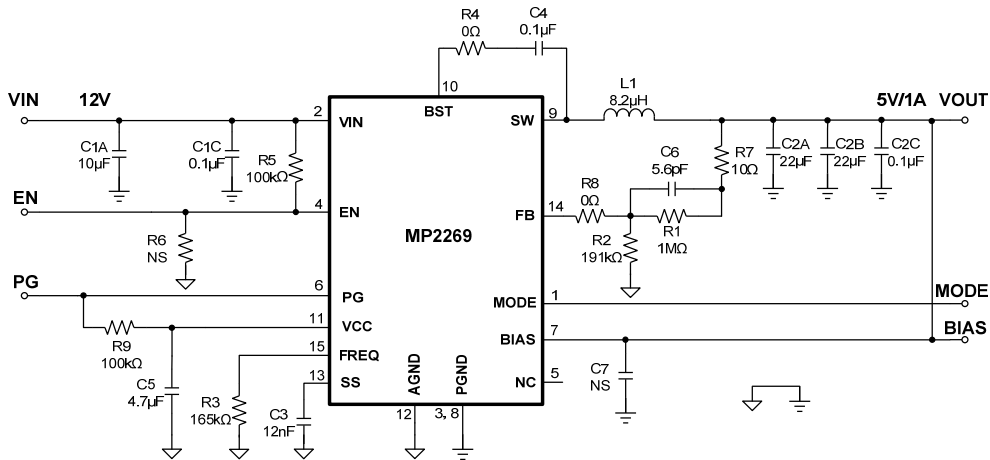 R4
0Ω
C4
0.1µF
10
BST
VIN
12V
2
VIN
C1A
10µF
C1C
0.1µF
R5
100kΩ
SW
9
L1
8.2µH
5V/1A
VOUT
C2A
22µF
C2B
22µF
C2C
0.1µF
R7
10Ω
C6
5.6pF
EN
4
EN
R6
NS
MP2269
FB
14
R8
0Ω
R2
191kΩ
R1
1MΩ
PG
6
PG
MODE
1
MODE
11
VCC
R9
100kΩ
BIAS
7
BIAS
15
FREQ
13
SS
C5
4.7µF
R3
165kΩ
C3
12nF
AGND
PGND
12
3, 8
NC
5
C7
NS